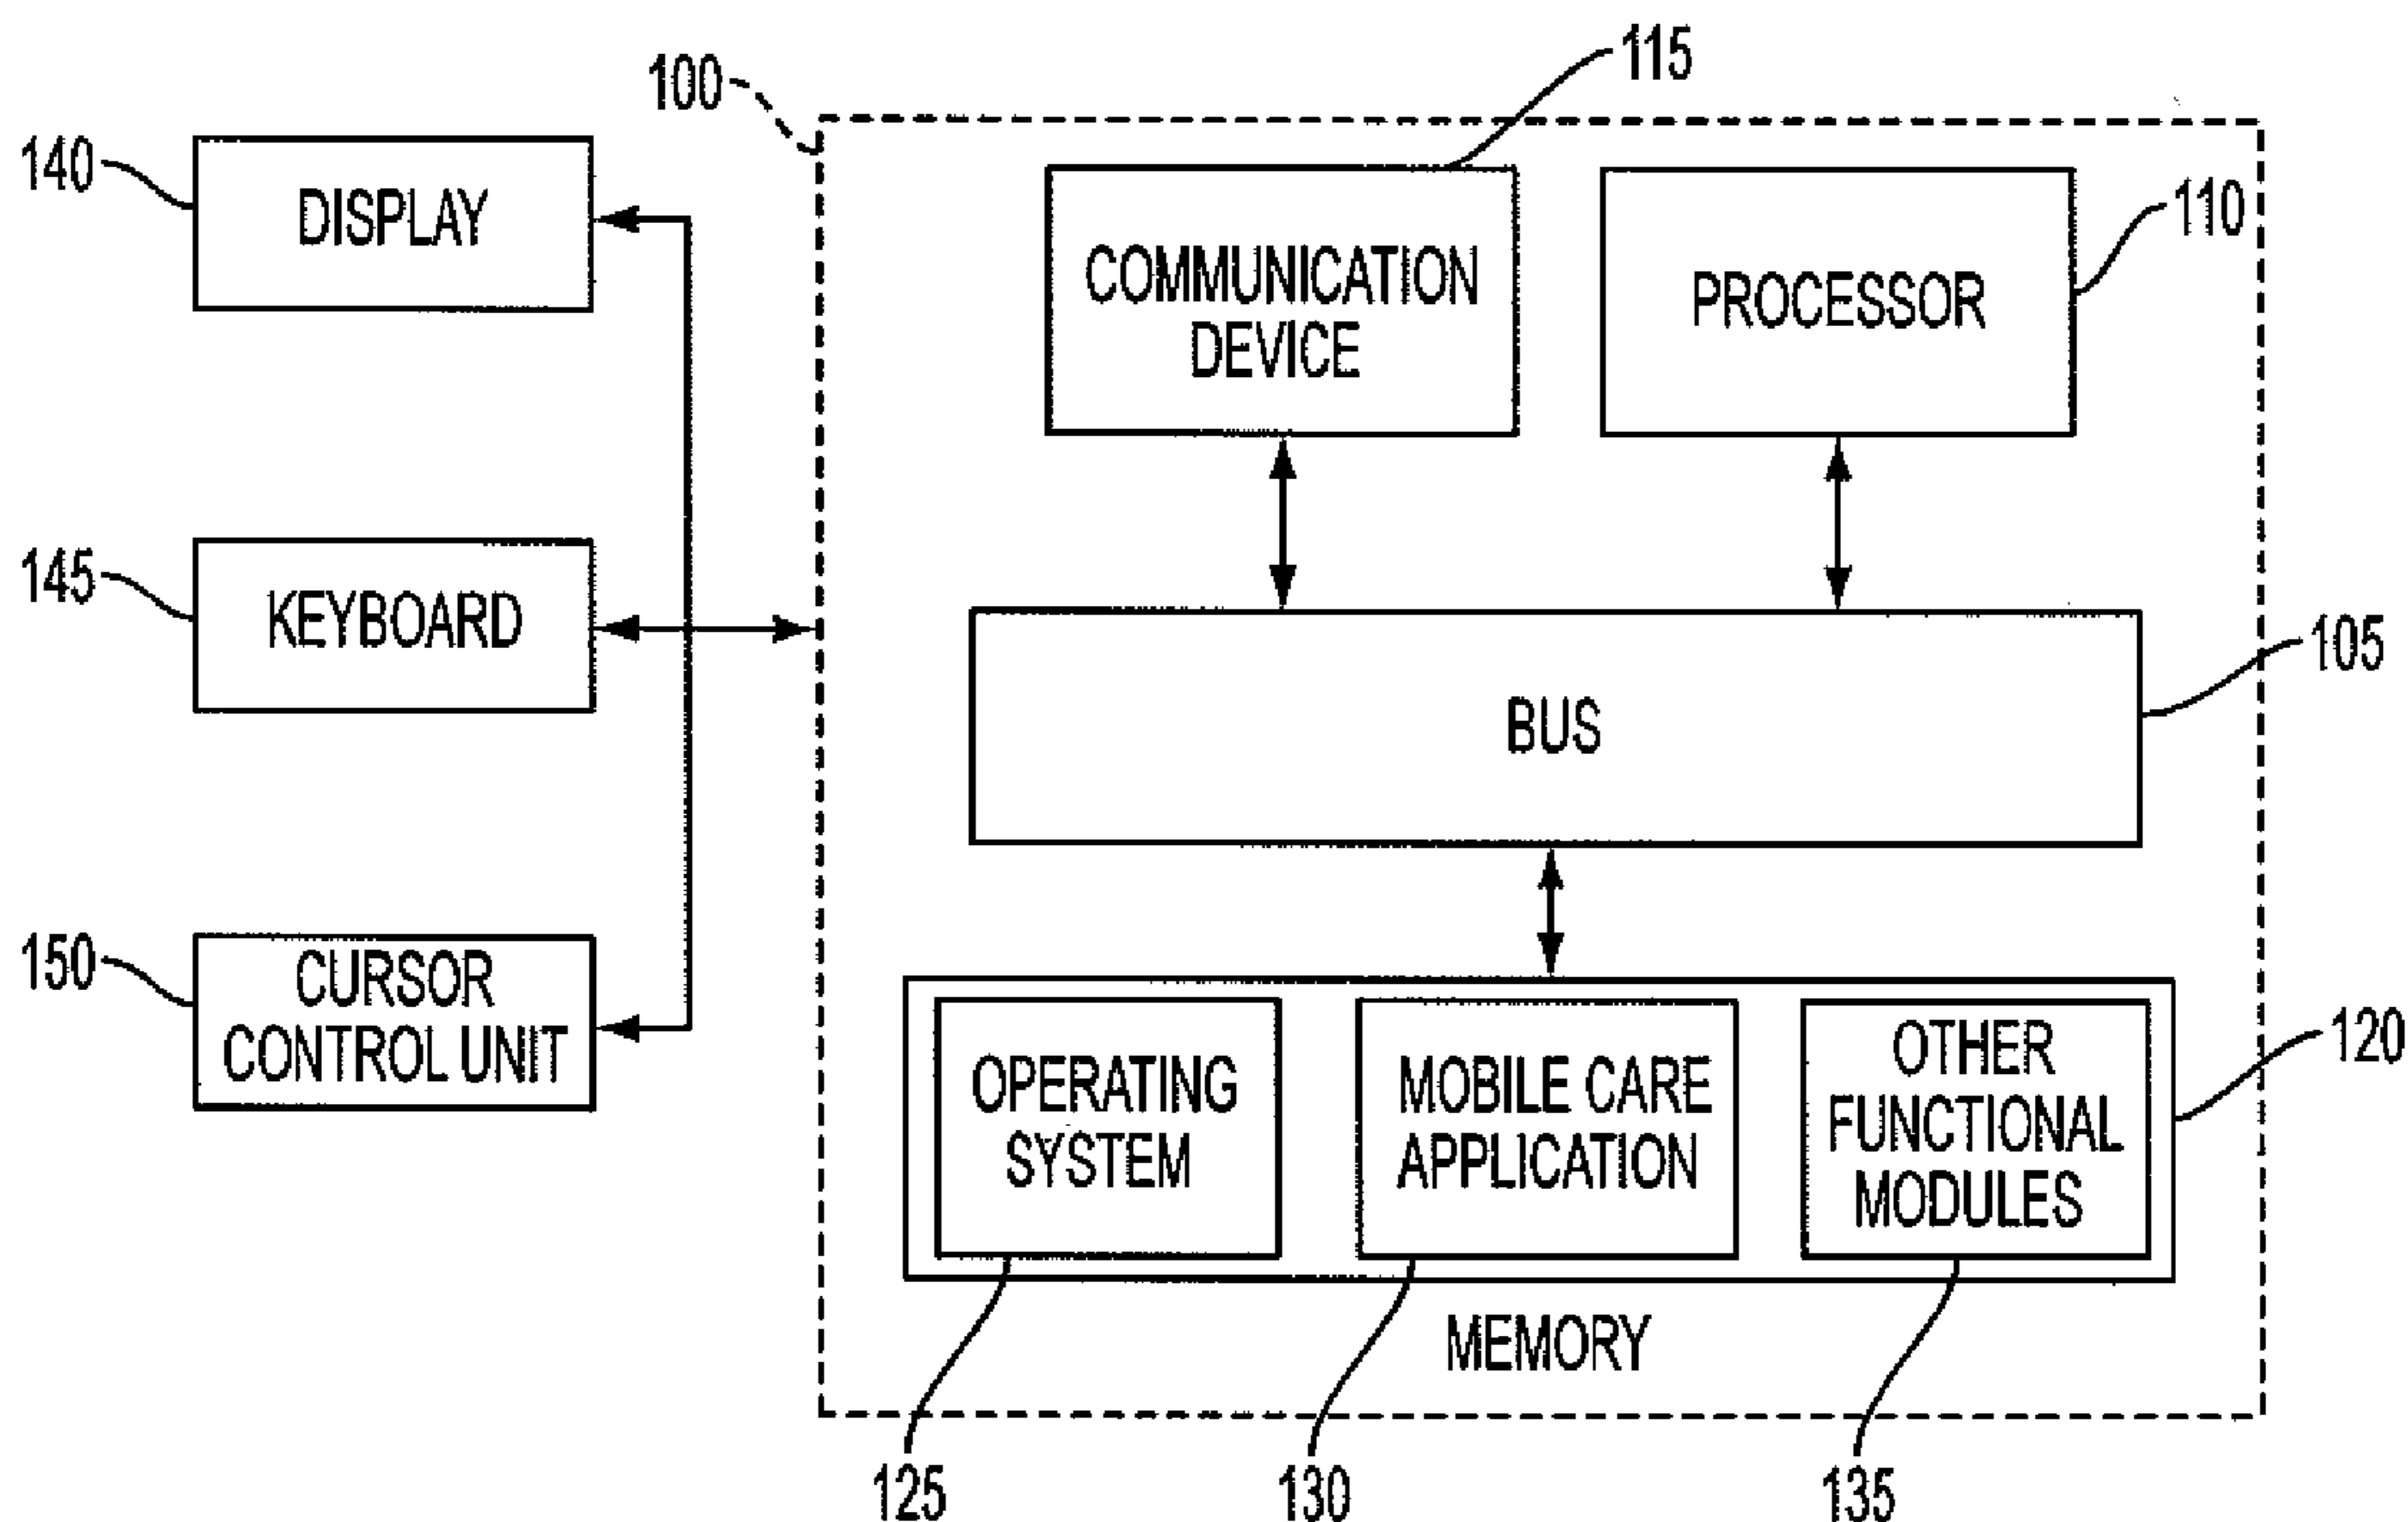 100
115
140
DISPLAY
COMMUNICATION
DEVICE
PROCESSOR
110
145
KEYBOARD
BUS
105
150
CURSOR
CONTROL UNIT
OPERATING
SYSTEM
MOBILE CARE
APPLICATION
OTHER
FUNCTIONAL
MODULES
120
MEMORY
125
130
135